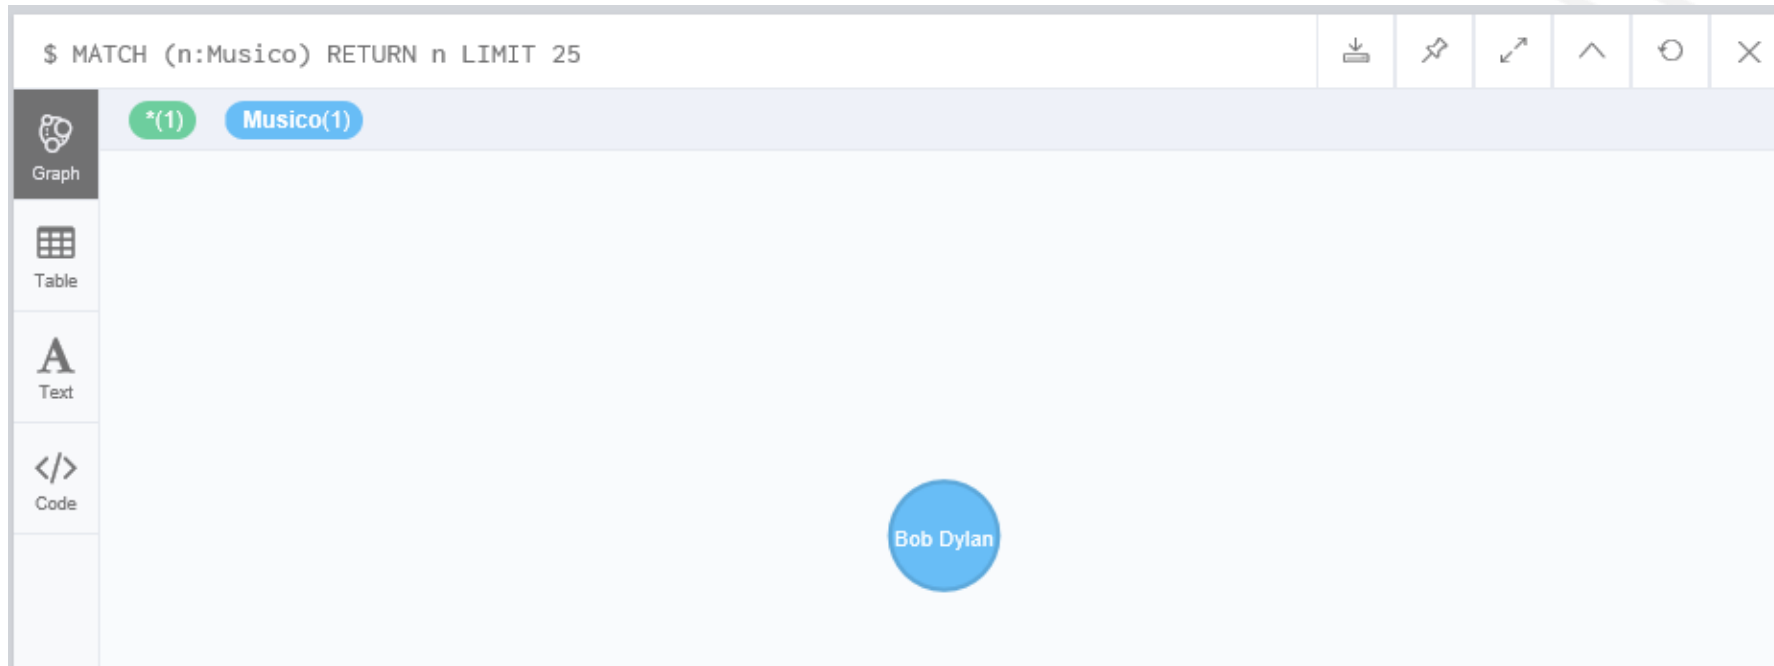 $ MATCH (n:Musico) RETURN n LIMIT 25
*(1) Musico(1)
Graph
Table
A
Text
</>
Code
Bob Dylan